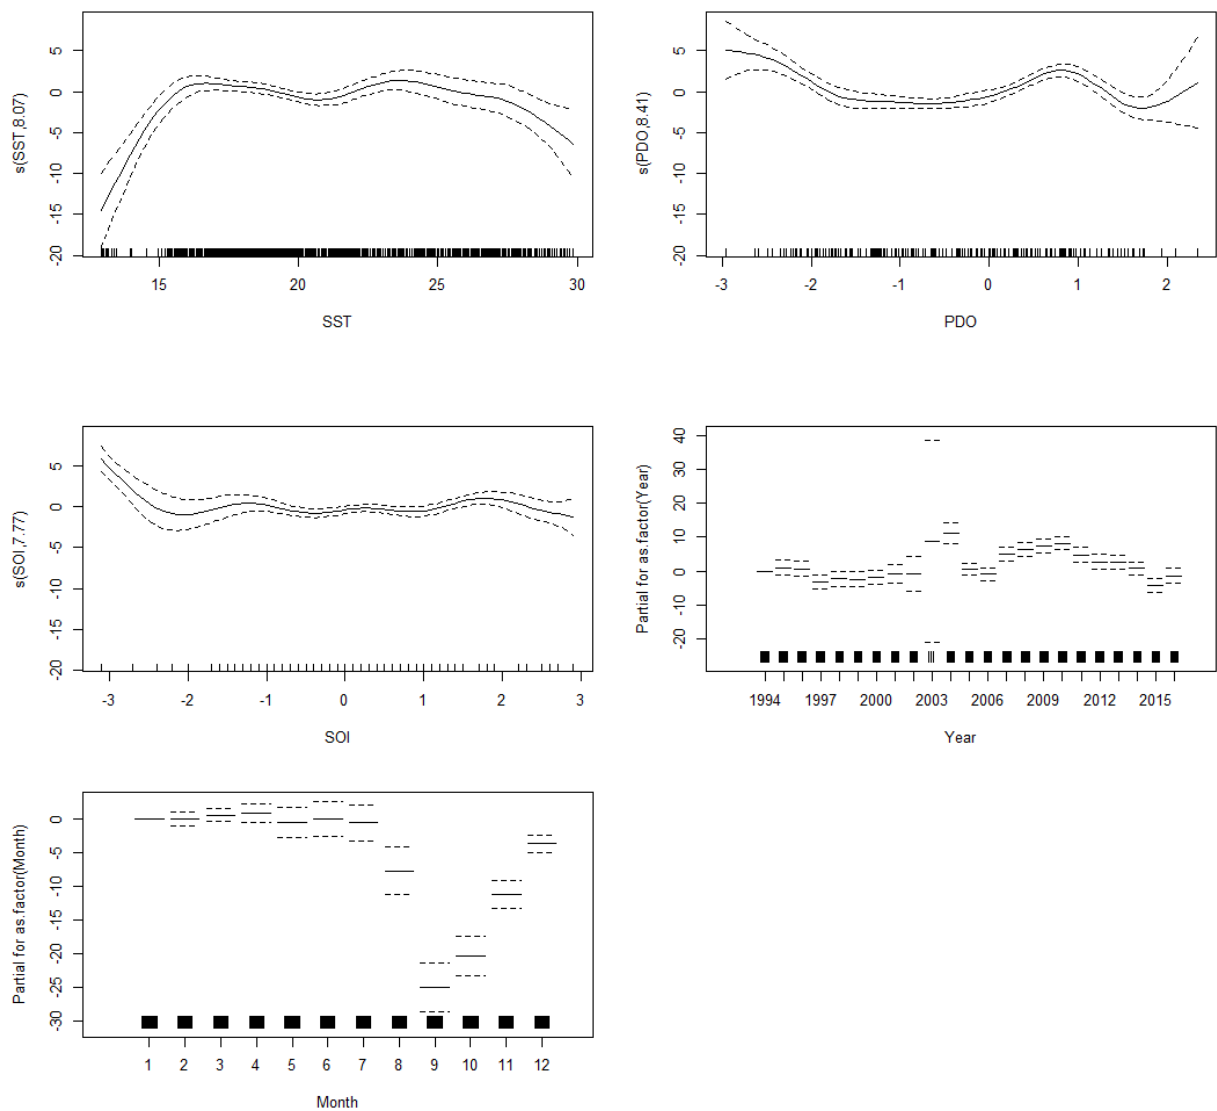 s(SST,8.07)
5
0
-5
-10
-15
-20
15 20 25 30
SST
s(PDO,8.41)
5
0
-5
-10
-15
-20
-3 -2 -1 0 1 2
PDO
s(SOI,7.77)
5
0
-5
-10
-15
-20
-3 -2 -1 0 1 2 3
SOI
Partial for as.factor(Year)
40
30
20
10
0
-10
-20
1994 1997 2000 2003 2006 2009 2012 2015
Year
Partial for as.factor(Month)
0
-5
-10
-15
-20
-25
-30
1 2 3 4 5 6 7 8 9 10 11 12
Month